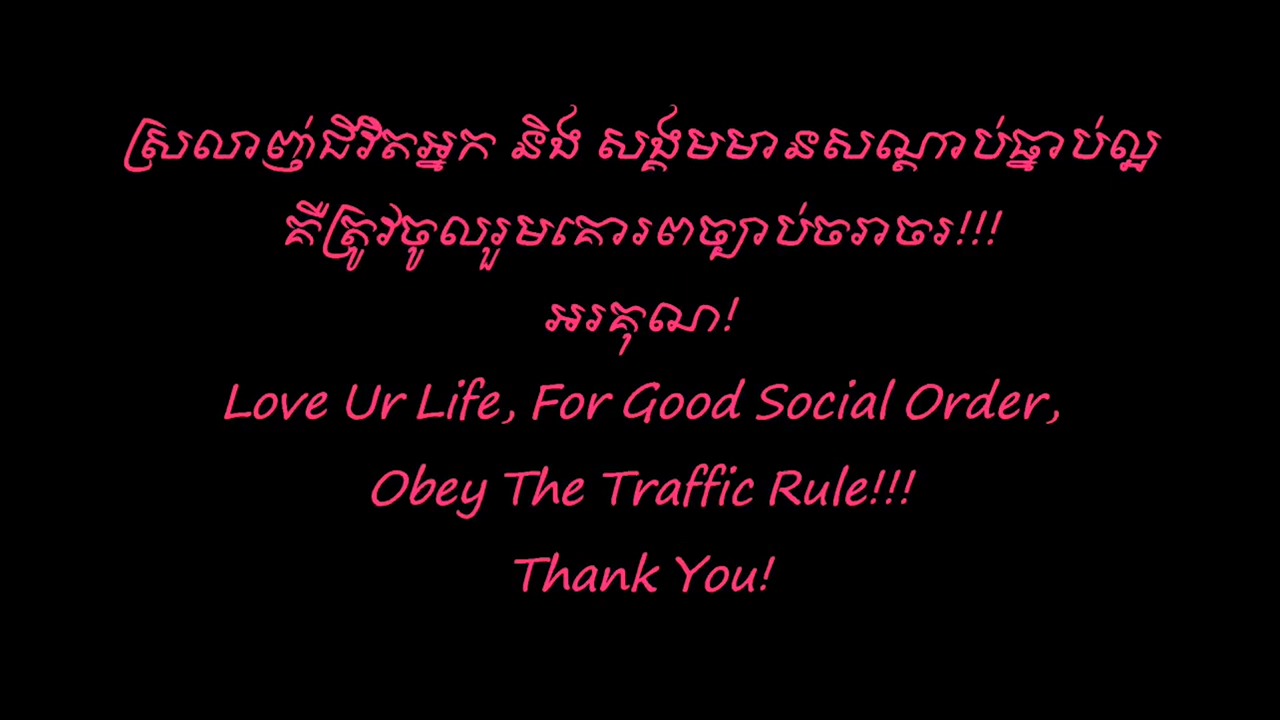 ស្រលាញ់ជីវិតអ្នក និង សង្គមមានសណ្ដាប់ធ្នាប់ល្អ
គឺត្រូវចូលរួមគោរពច្បាប់ចរាចរ!!!
អរគុណ!
Love Ur Life, For Good Social Order,
Obey The Traffic Rule!!!
Thank You!